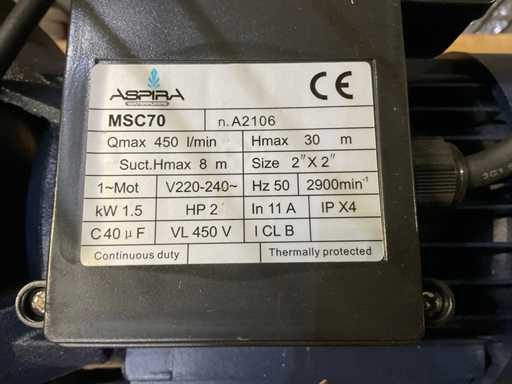 ASPIRA
CE
MSC70 n.A2106
Qmax 450 l/min Hmax 30 m
Suct.Hmax 8 m Size 2"X2"
1~Mot V220-240~ Hz 50 2900min⁻¹
kW 1.5 HP 2 In 11 A IP X4
C 40 µF VL 450 V I CL B
Continuous duty Thermally protected